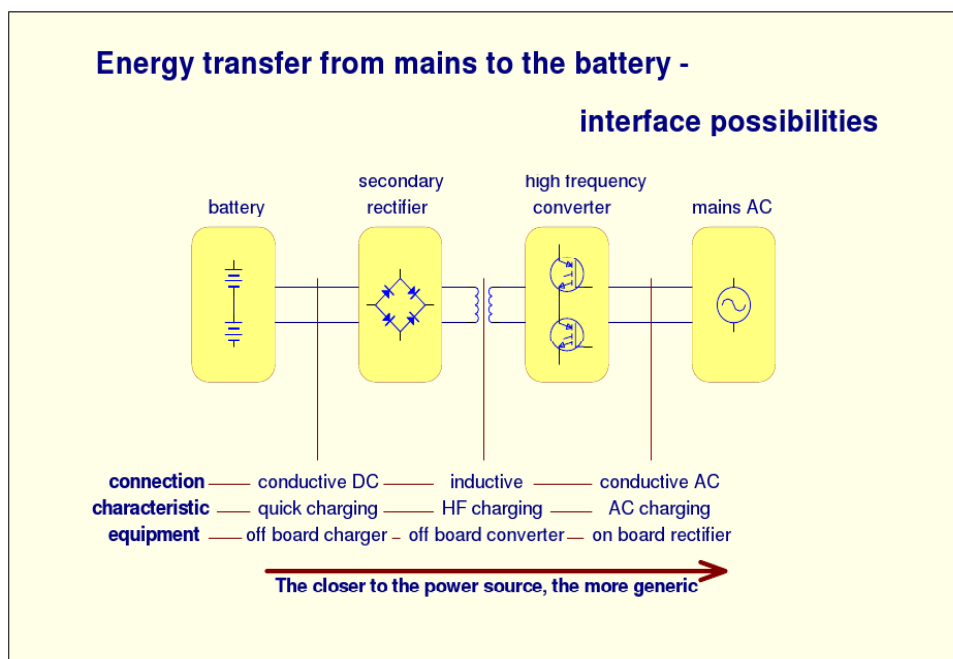 Energy transfer from mains to the battery -
interface possibilities
battery
secondary
rectifier
high frequency
converter
mains AC
connection conductive DC inductive conductive AC
characteristic quick charging HF charging AC charging
equipment off board charger off board converter on board rectifier
The closer to the power source, the more generic